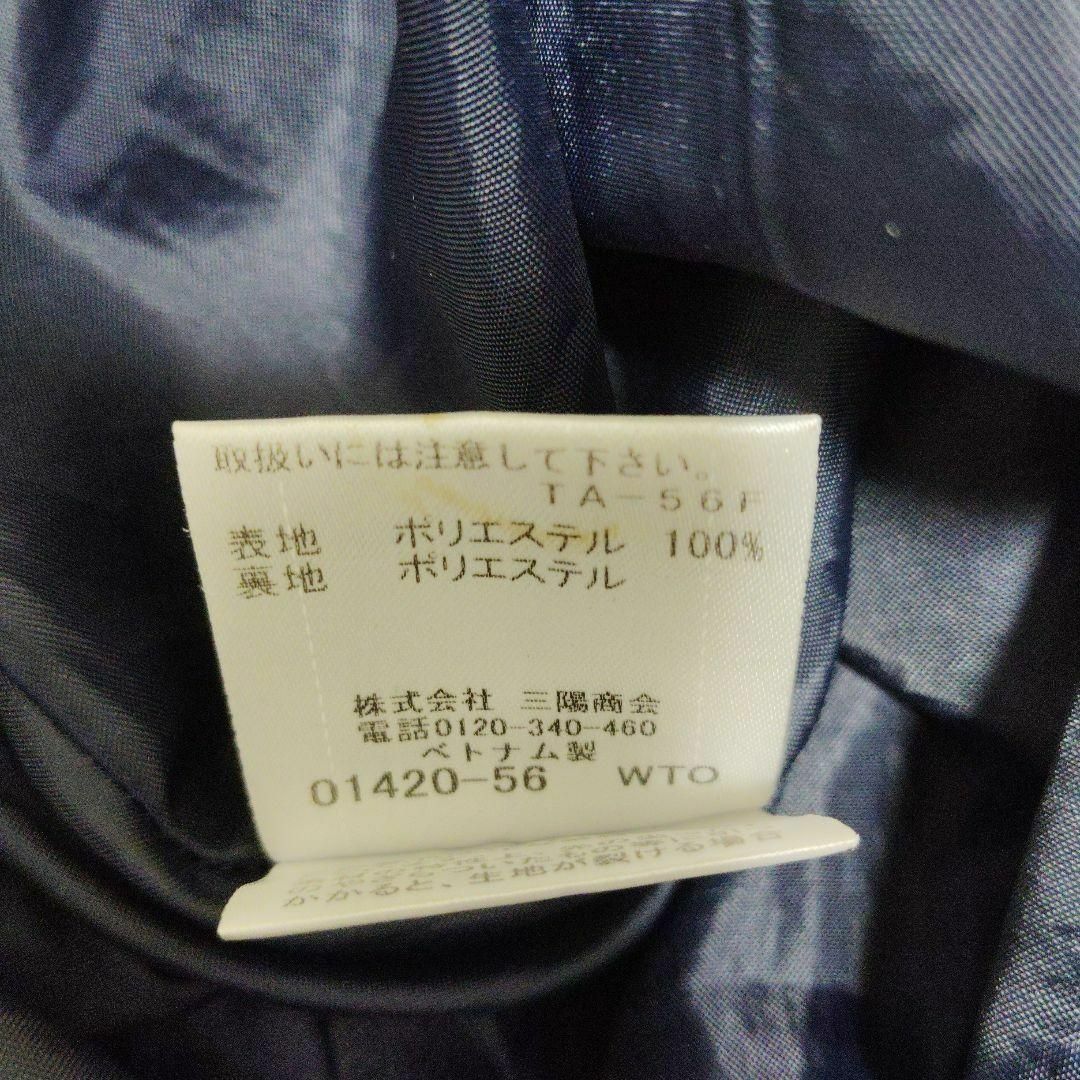 取扱いには注意して下さい。
TA-56F
表地 ポリエステル 100%
裏地 ポリエステル
株式会社 三陽商会
電話0120-340-460
ベトナム製
01420-56 WTO
かかると、生地が裂ける場合